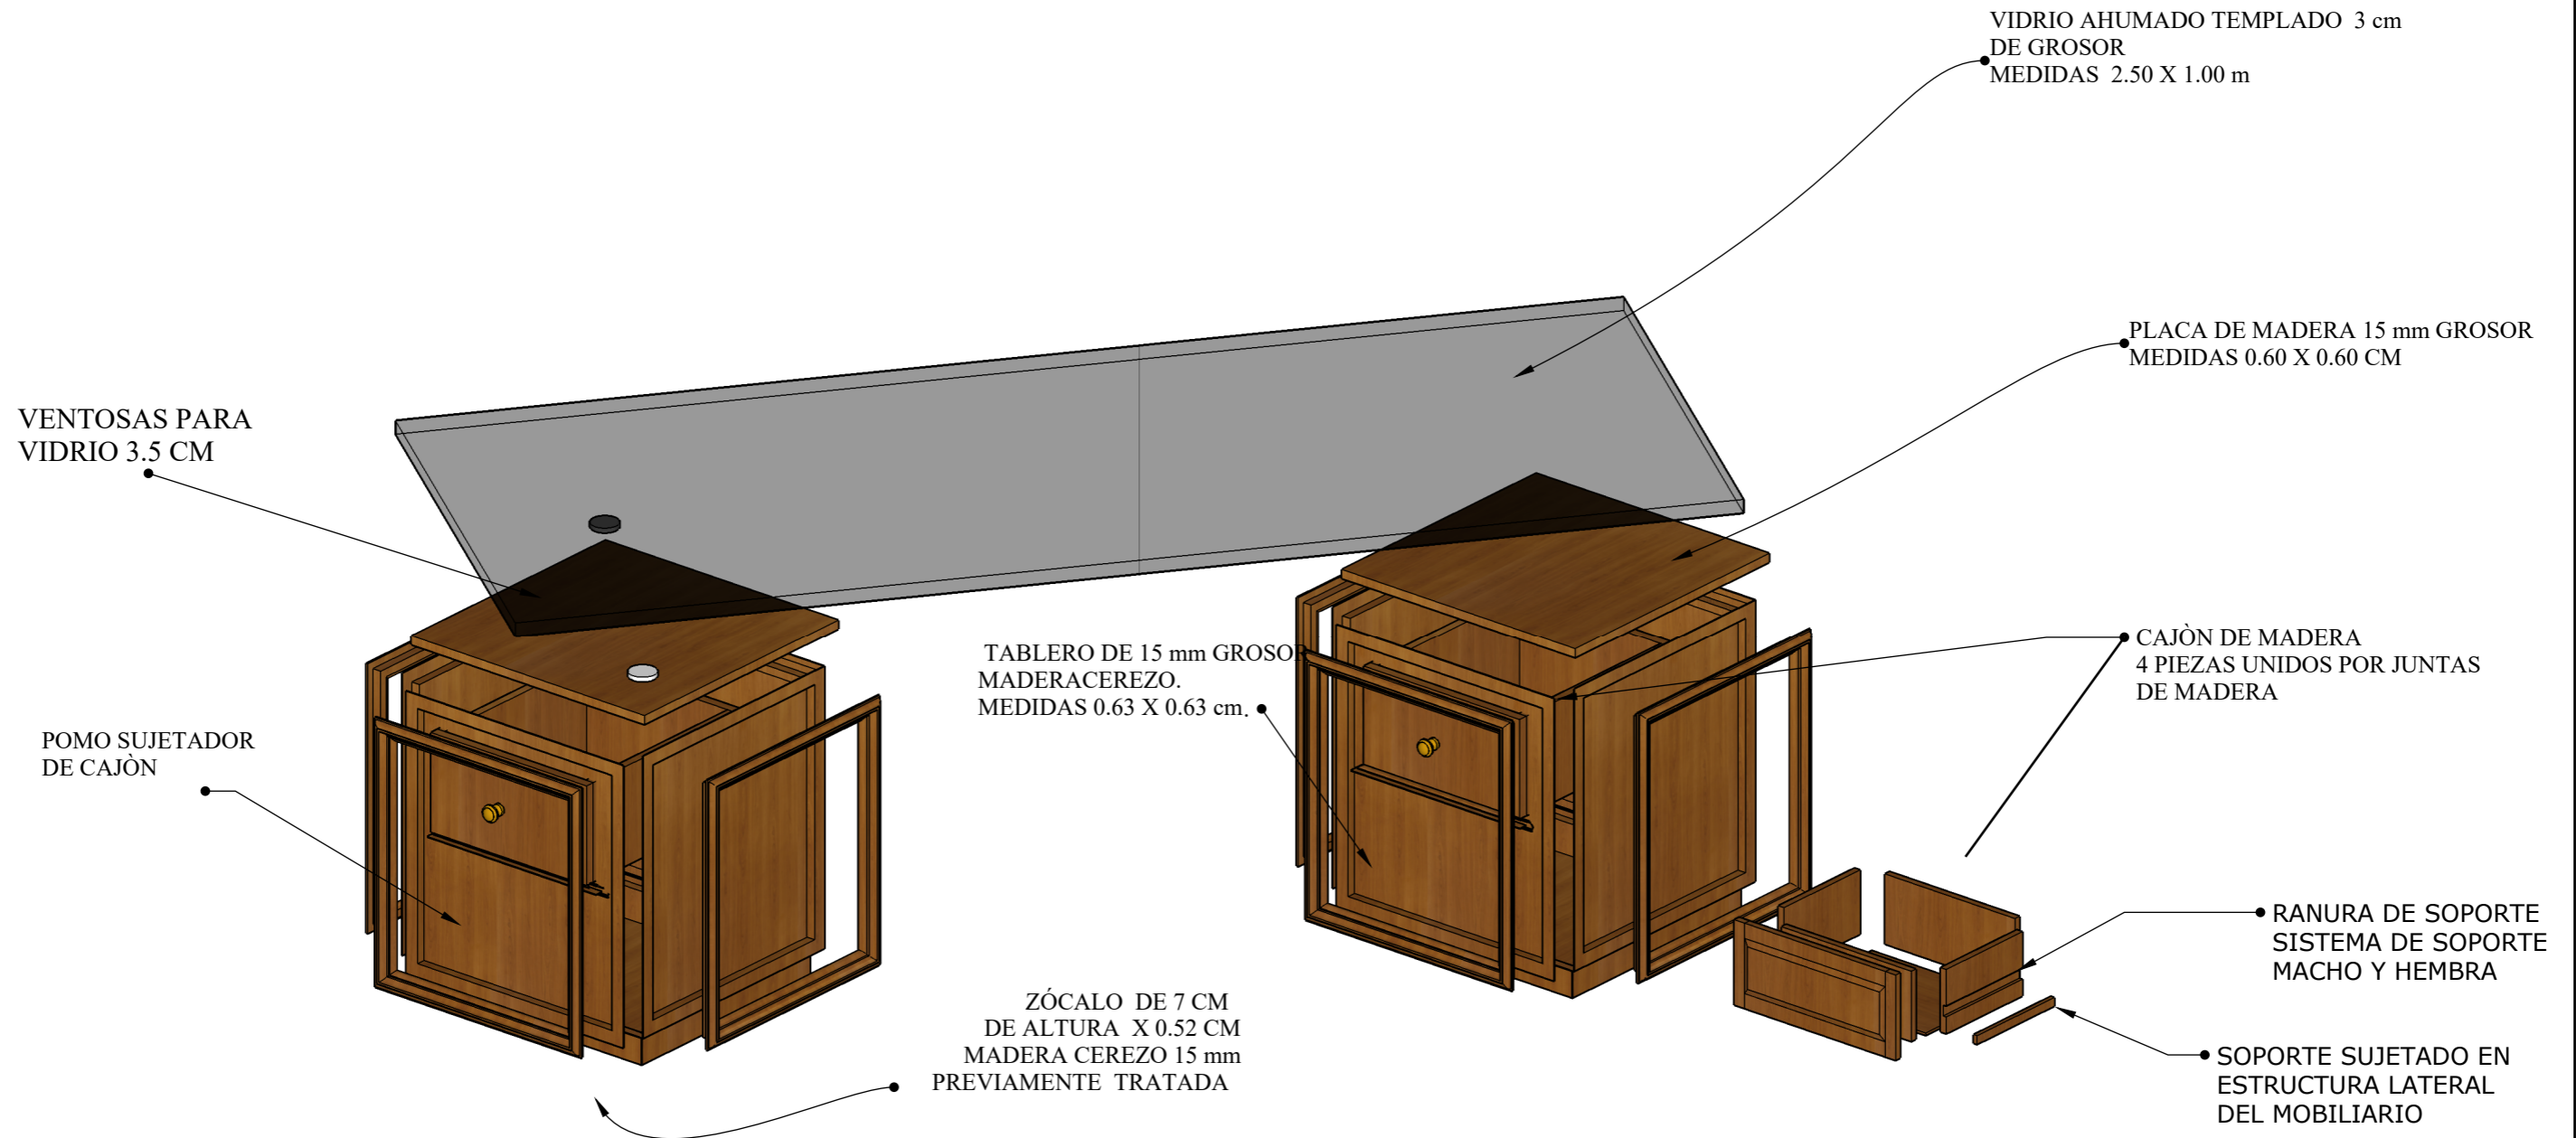 VIDRIO AHUMADO TEMPLADO  3 cm
DE GROSOR
MEDIDAS  2.50 X 1.00 m
PLACA DE MADERA 15 mm GROSOR
MEDIDAS 0.60 X 0.60 CM
VENTOSAS PARA
VIDRIO 3.5 CM
TABLERO DE 15 mm GROSOR
MADERACEREZO.
MEDIDAS 0.63 X 0.63 cm.
CAJÒN DE MADERA
4 PIEZAS UNIDOS POR JUNTAS
DE MADERA
POMO SUJETADOR
DE CAJÒN
RANURA DE SOPORTE
SISTEMA DE SOPORTE
MACHO Y HEMBRA
ZÓCALO  DE 7 CM
DE ALTURA  X 0.52 CM
MADERA CEREZO 15 mm
PREVIAMENTE  TRATADA
SOPORTE SUJETADO EN
ESTRUCTURA LATERAL
DEL MOBILIARIO